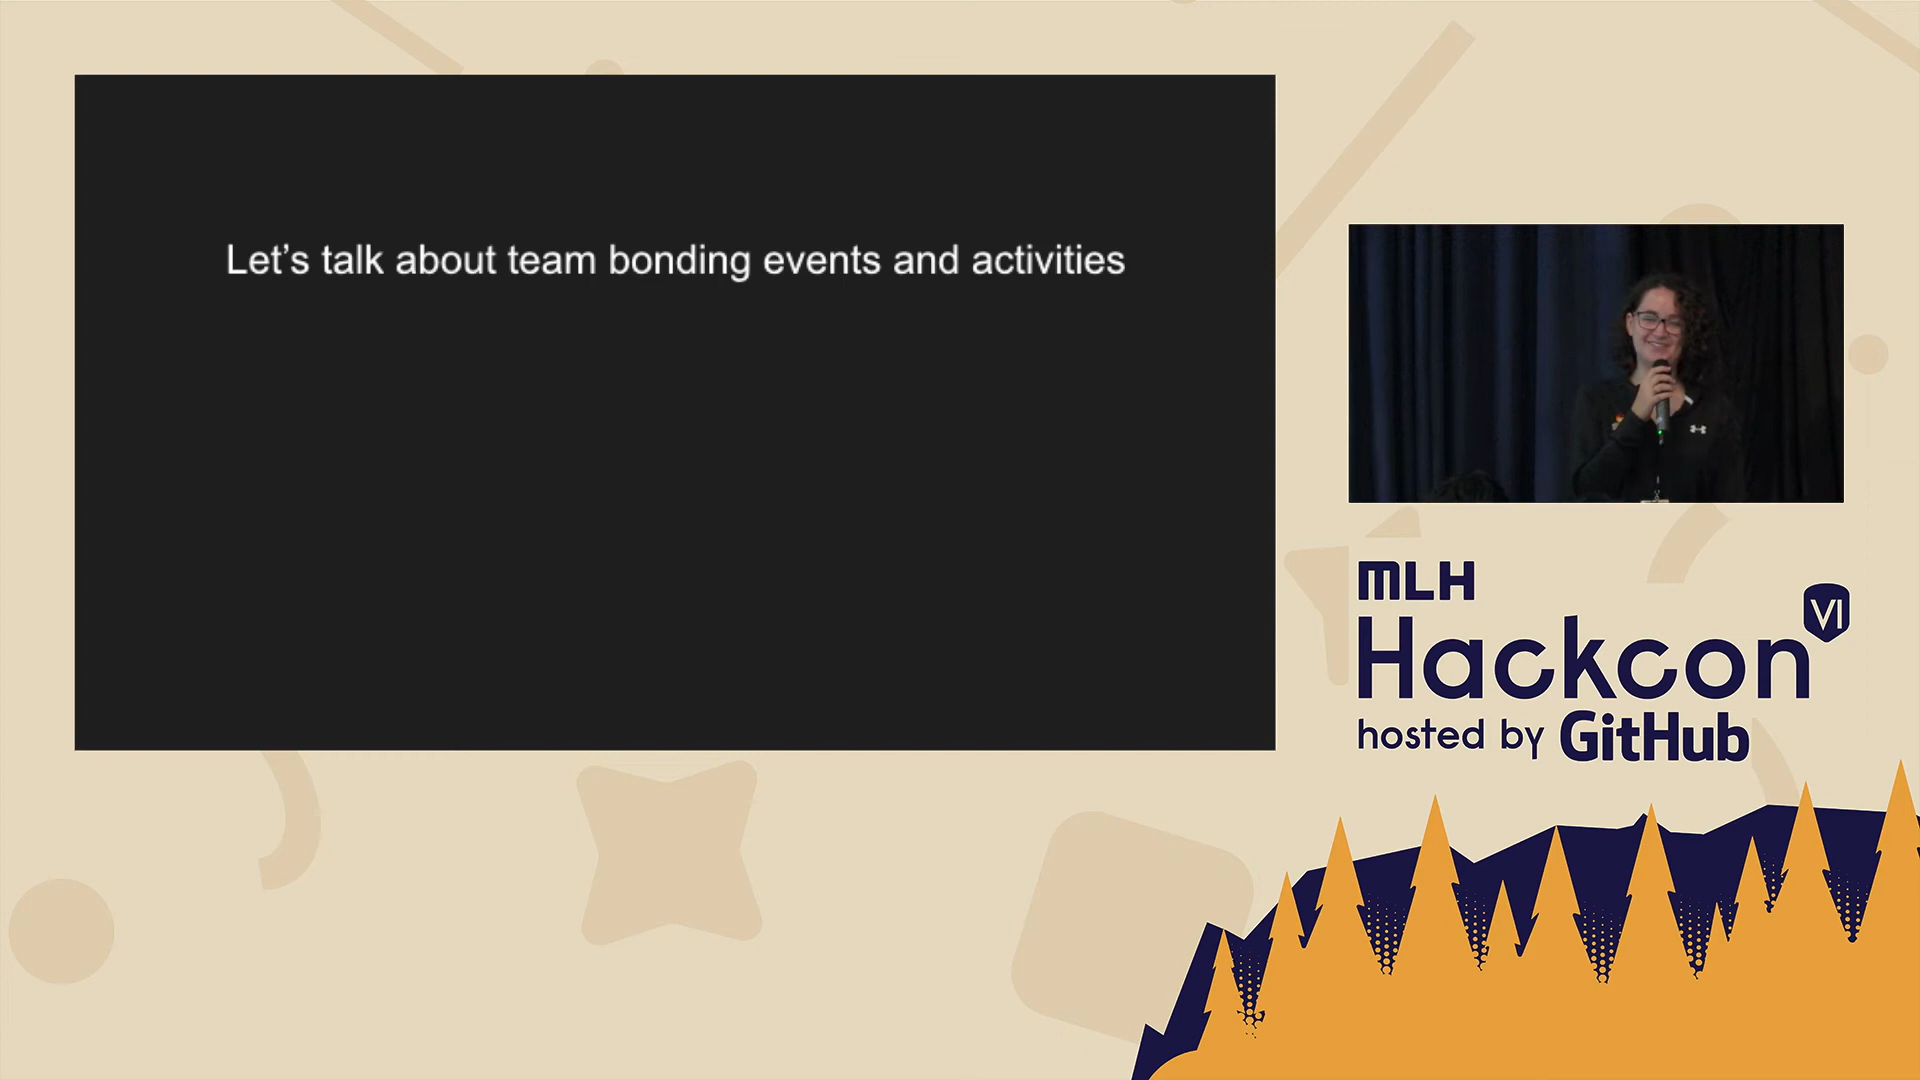 Let’s talk about team bonding events and activities
MLH
Hackcon VI
hosted by GitHub